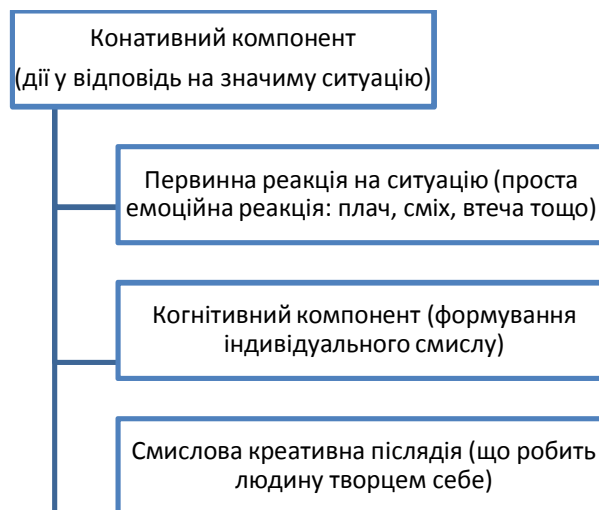 Конативний компонент
(дії у відповідь на значиму ситуацію)
Первинна реакція на ситуацію (проста
емоційна реакція: плач, сміх, втеча тощо)
Когнітивний компонент (формування
індивідуального смислу)
Смислова креативна післядія (що робить
людину творцем себе)